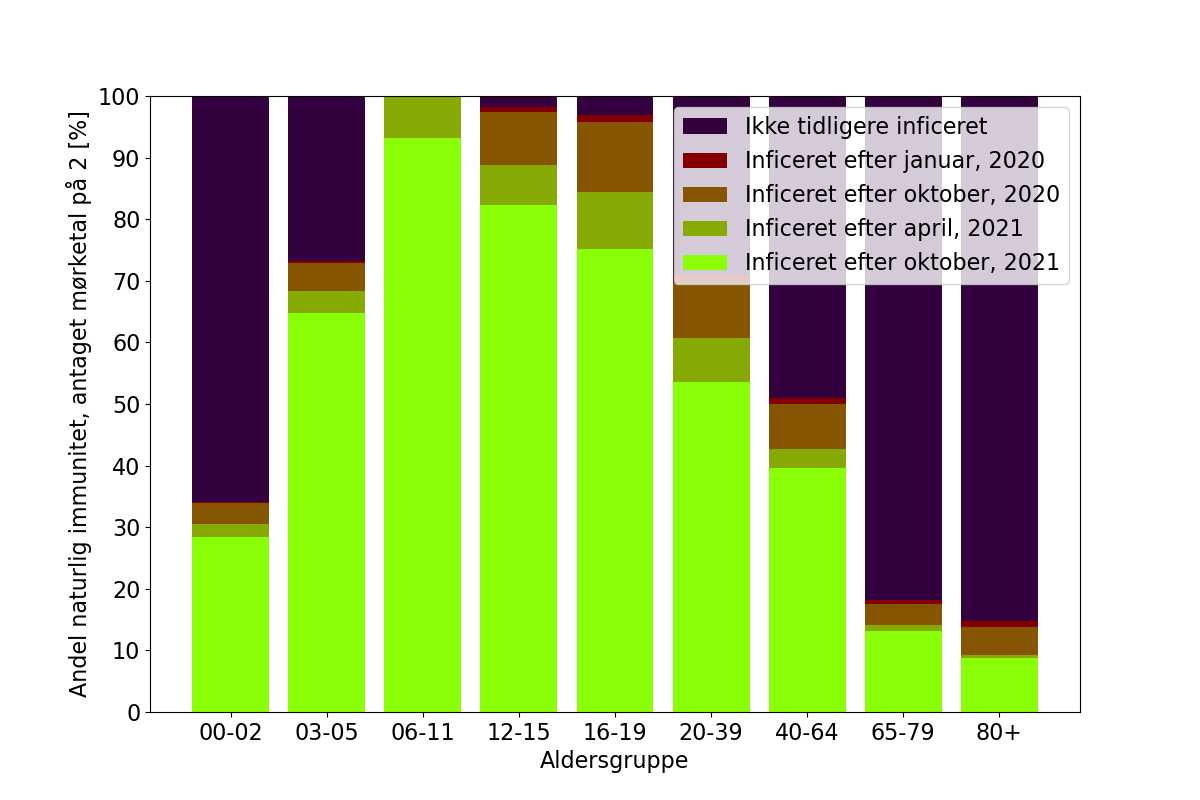 Andel naturlig immunitet, antaget mørketal på 2 [%]
100
90
80
70
60
50
40
30
20
10
0
Ikke tidligere inficeret
Inficeret efter januar, 2020
Inficeret efter oktober, 2020
Inficeret efter april, 2021
Inficeret efter oktober, 2021
00-02 03-05 06-11 12-15 16-19 20-39 40-64 65-79 80+
Aldersgruppe